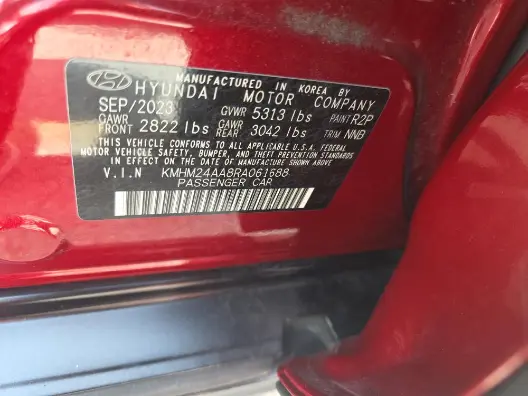 MANUFACTURED IN KOREA BY
HYUNDAI MOTOR COMPANY
SEP/2023 GVWR 5313 lbs PAINT R2P
GAWR FRONT 2822 lbs GAWR REAR 3042 lbs TRIM NNB
THIS VEHICLE CONFORMS TO ALL APPLICABLE U.S.A. FEDERAL
MOTOR VEHICLE SAFETY, BUMPER, AND THEFT PREVENTION STANDARDS
IN EFFECT ON THE DATE OF MANUFACTURE SHOWN ABOVE
V.I.N KMHM24AA8RA061688
PASSENGER CAR